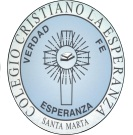 COLEGIO CRISTIANO LA ESPERANZA
VERDAD
FE
ESPERANZA
SANTA MARTA